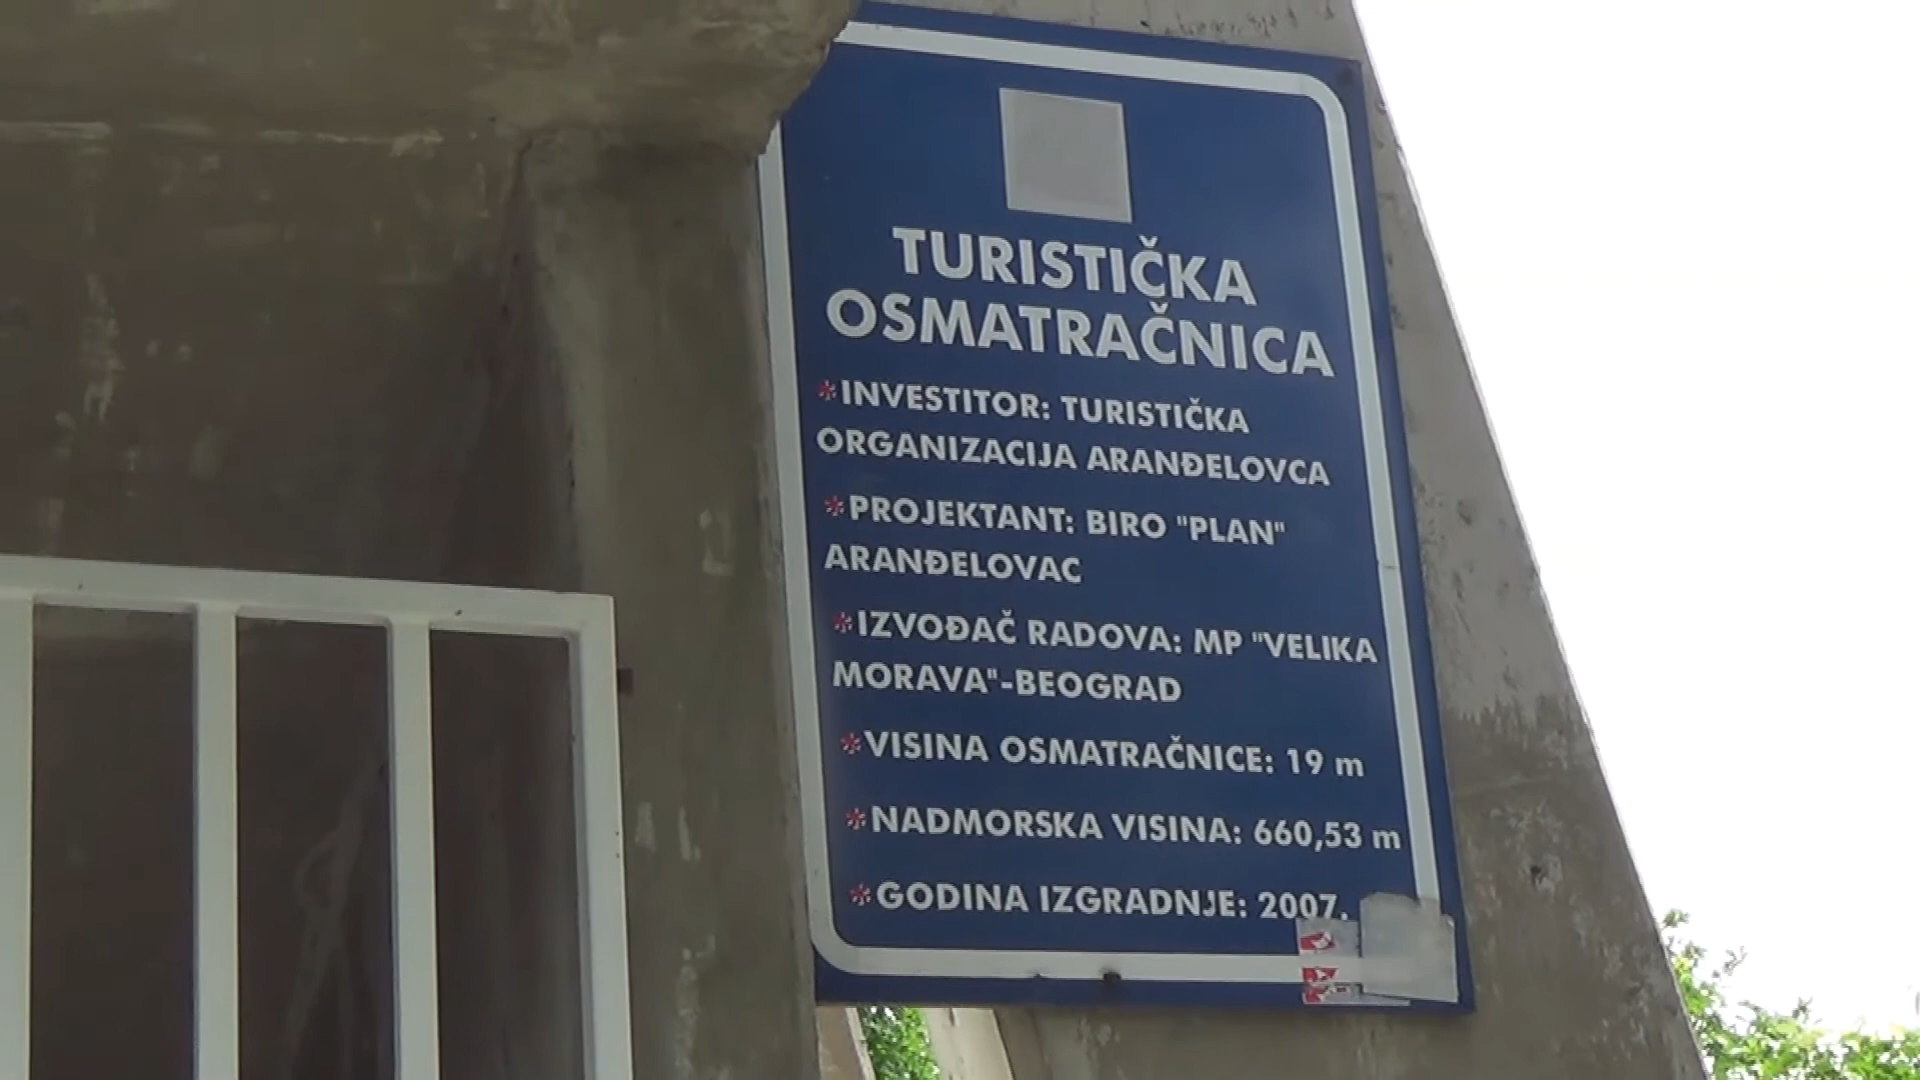 TURISTIČKA
OSMATRAČNICA
*INVESTITOR: TURISTIČKA
ORGANIZACIJA ARANĐELOVCA
*PROJEKTANT: BIRO "PLAN"
ARANĐELOVAC
*IZVOĐAČ RADOVA: MP "VELIKA
MORAVA"-BEOGRAD
*VISINA OSMATRAČNICE: 19 m
*NADMORSKA VISINA: 660,53 m
*GODINA IZGRADNJE: 2007.